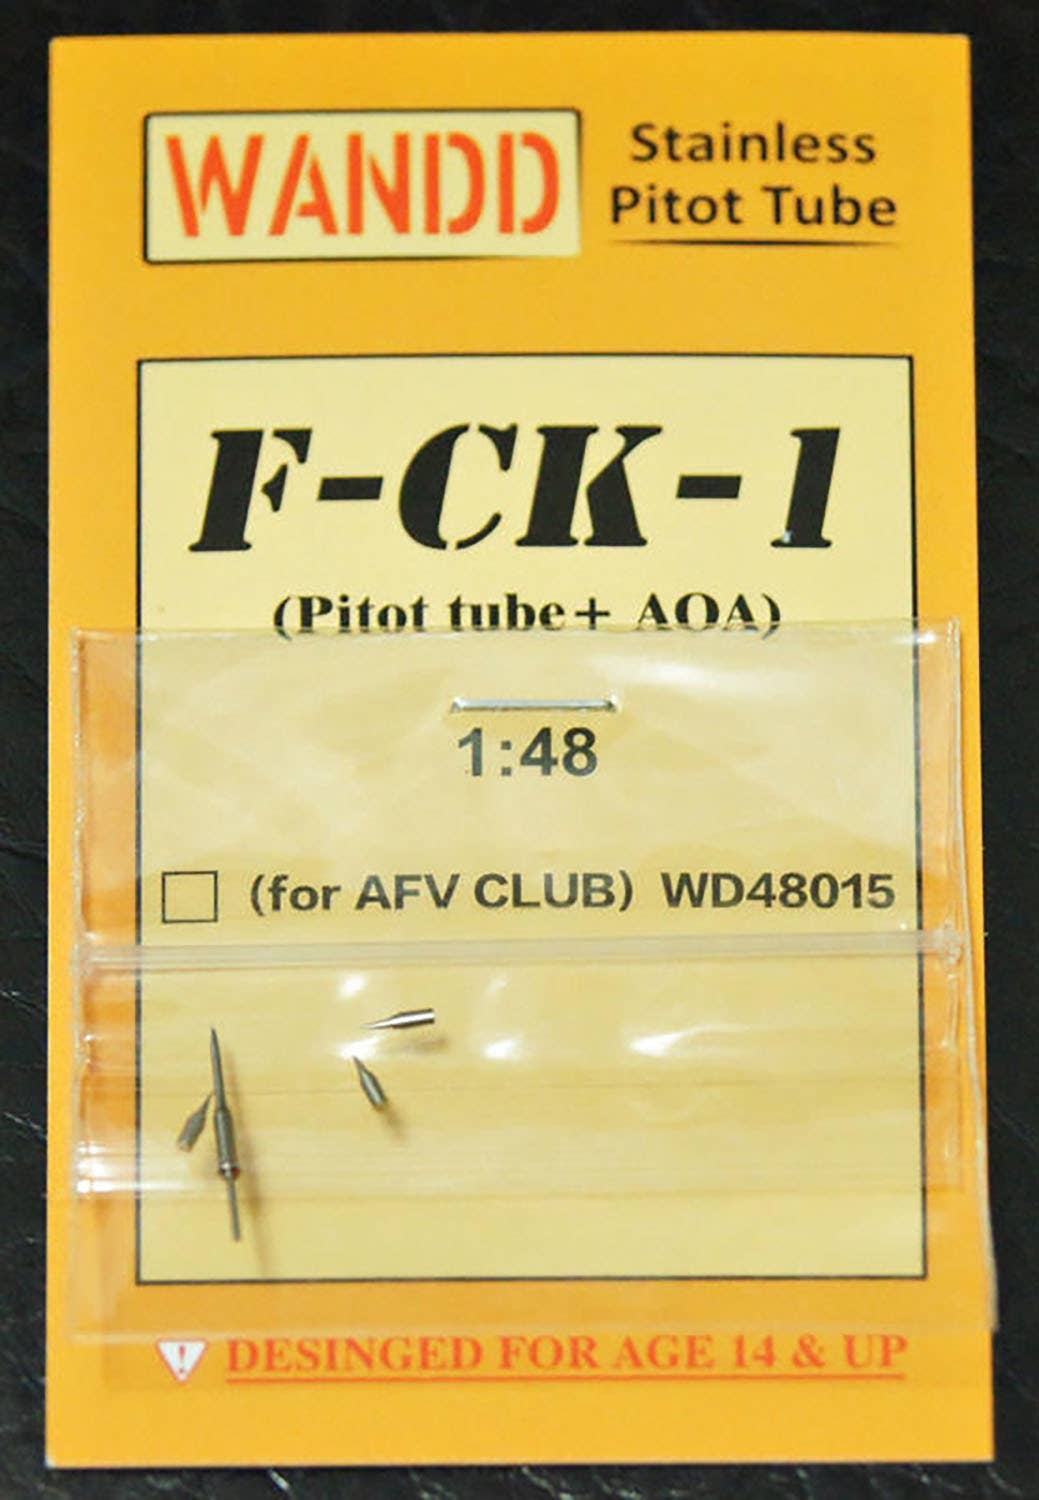 WANDD
Stainless
Pitot Tube
F-CK-1
(Pitot tube+ AOA)
1:48
(for AFV CLUB) WD48015
! DESINGED FOR AGE 14 & UP